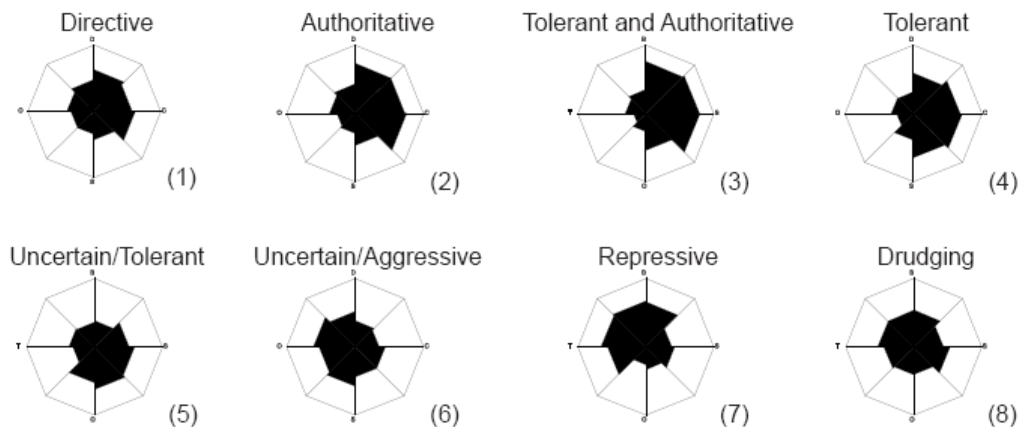 Directive
Authoritative
Tolerant and Authoritative
Tolerant
(1)
(2)
(3)
(4)
Uncertain/Tolerant
Uncertain/Aggressive
Repressive
Drudging
T
T
T
(5)
(6)
(7)
(8)